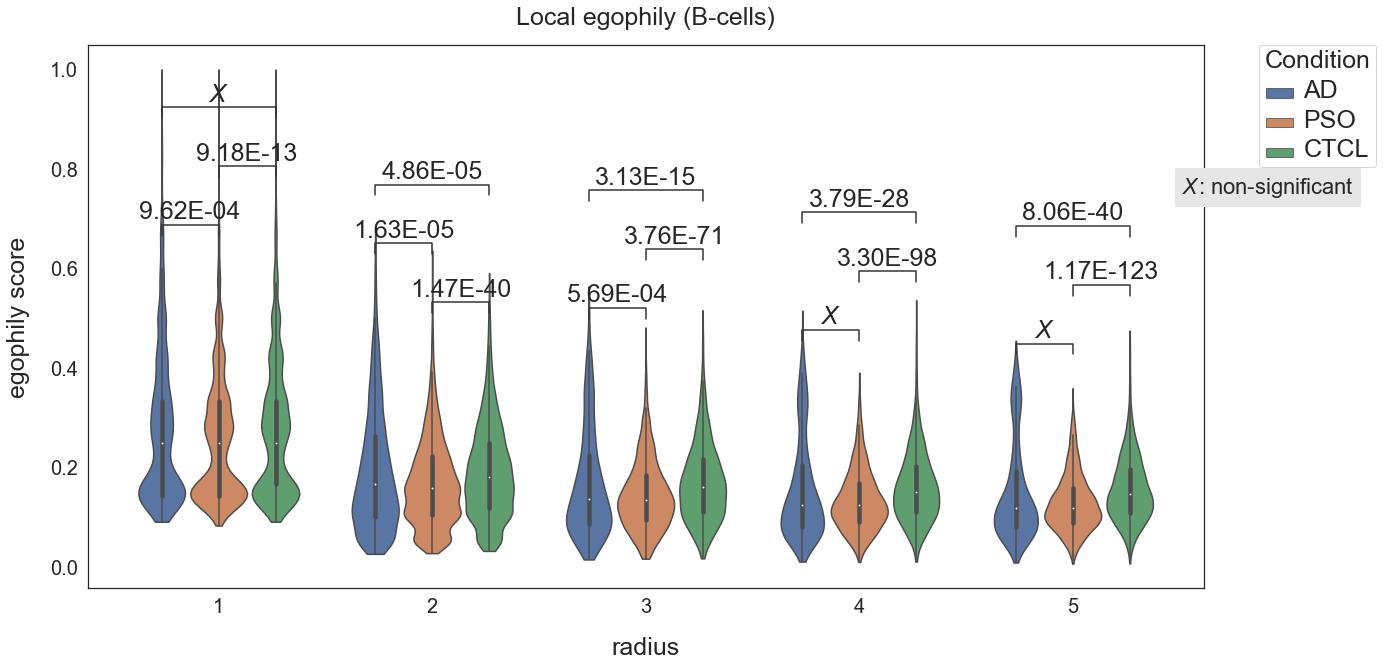 Local egophily (B-cells)
egophily score
1.0
0.8
0.6
0.4
0.2
0.0
X
9.18E-13
9.62E-04
4.86E-05
1.63E-05
1.47E-40
3.13E-15
3.76E-71
5.69E-04
3.79E-28
3.30E-98
X
8.06E-40
1.17E-123
X
1 2 3 4 5
radius
Condition
AD
PSO
CTCL
X: non-significant